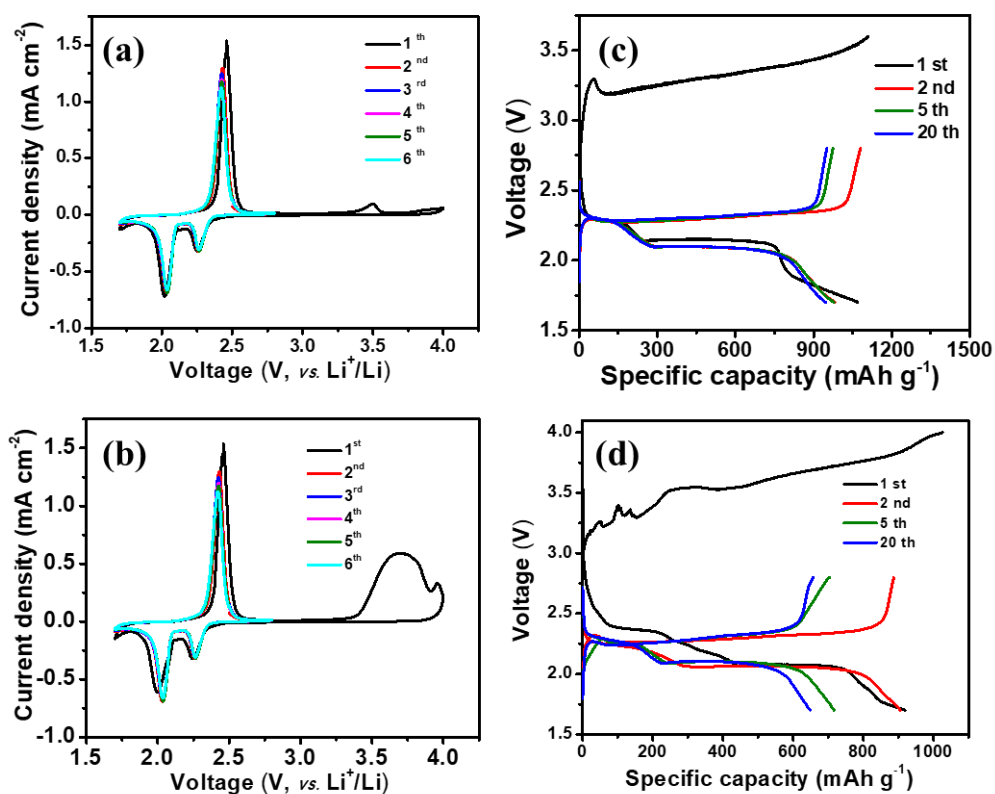 (a)
1 th
2 nd
3 rd
4 th
5 th
6 th
1.5
1.0
0.5
0.0
-0.5
-1.0
Current density (mA cm-2)
1.5 2.0 2.5 3.0 3.5 4.0
Voltage (V, vs. Li+/Li)
(c)
1 st
2 nd
5 th
20 th
3.5
3.0
2.5
2.0
1.5
Voltage (V)
0 300 600 900 1200 1500
Specific capacity (mAh g-1)
(b)
1st
2nd
3rd
4th
5th
6th
1.5
1.0
0.5
0.0
-0.5
-1.0
Current density (mA cm-2)
1.5 2.0 2.5 3.0 3.5 4.0
Voltage (V, vs. Li+/Li)
(d)
1 st
2 nd
5 th
20 th
4.0
3.5
3.0
2.5
2.0
1.5
Voltage (V)
0 200 400 600 800 1000
Specific capacity (mAh g-1)